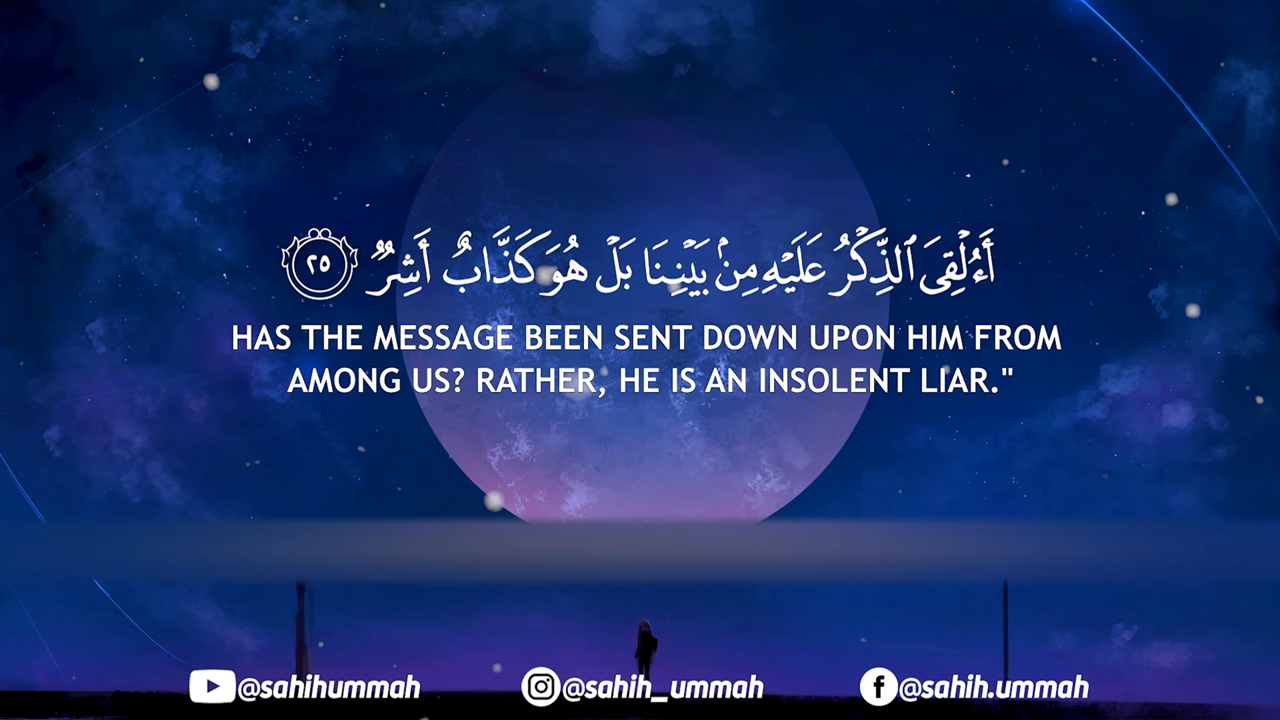 أَءُلْقِىَ ٱلذِّكْرُ عَلَيْهِ مِنۢ بَيْنِنَا بَلْ هُوَ كَذَّابٌ أَشِرٌۭ ٢٥
HAS THE MESSAGE BEEN SENT DOWN UPON HIM FROM
AMONG US? RATHER, HE IS AN INSOLENT LIAR."
@sahihummah @sahih_ummah @sahih.ummah